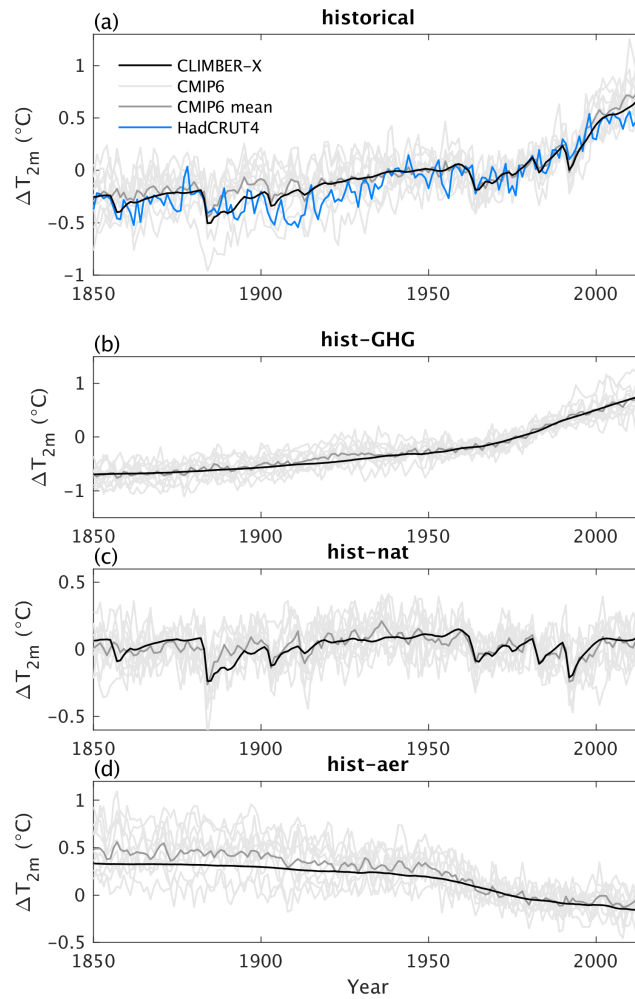 (a) historical
CLIMBER-X
CMIP6
CMIP6 mean
HadCRUT4
ΔT2m (°C)
1
0.5
0
−0.5
−1
1850 1900 1950 2000
(b) hist-GHG
ΔT2m (°C)
1
0
−1
1850 1900 1950 2000
(c) hist-nat
ΔT2m (°C)
0.5
0
−0.5
1850 1900 1950 2000
(d) hist-aer
ΔT2m (°C)
1
0.5
0
−0.5
1850 1900 1950 2000
Year